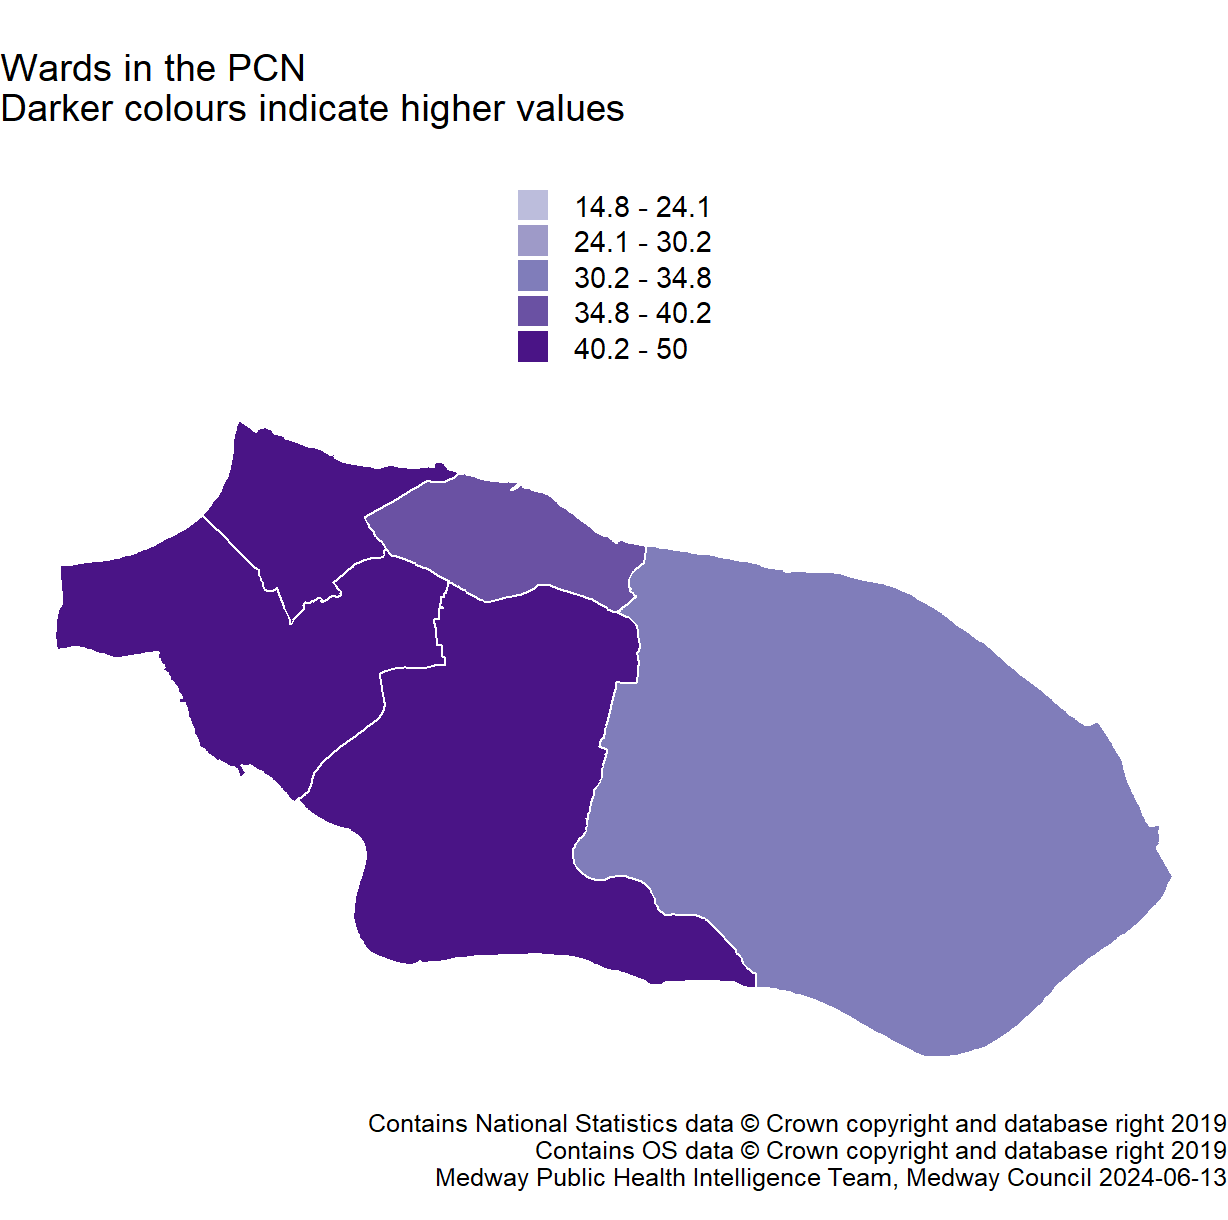 Wards in the PCN
Darker colours indicate higher values
14.8 - 24.1
24.1 - 30.2
30.2 - 34.8
34.8 - 40.2
40.2 - 50
Contains National Statistics data © Crown copyright and database right 2019
Contains OS data © Crown copyright and database right 2019
Medway Public Health Intelligence Team, Medway Council 2024-06-13